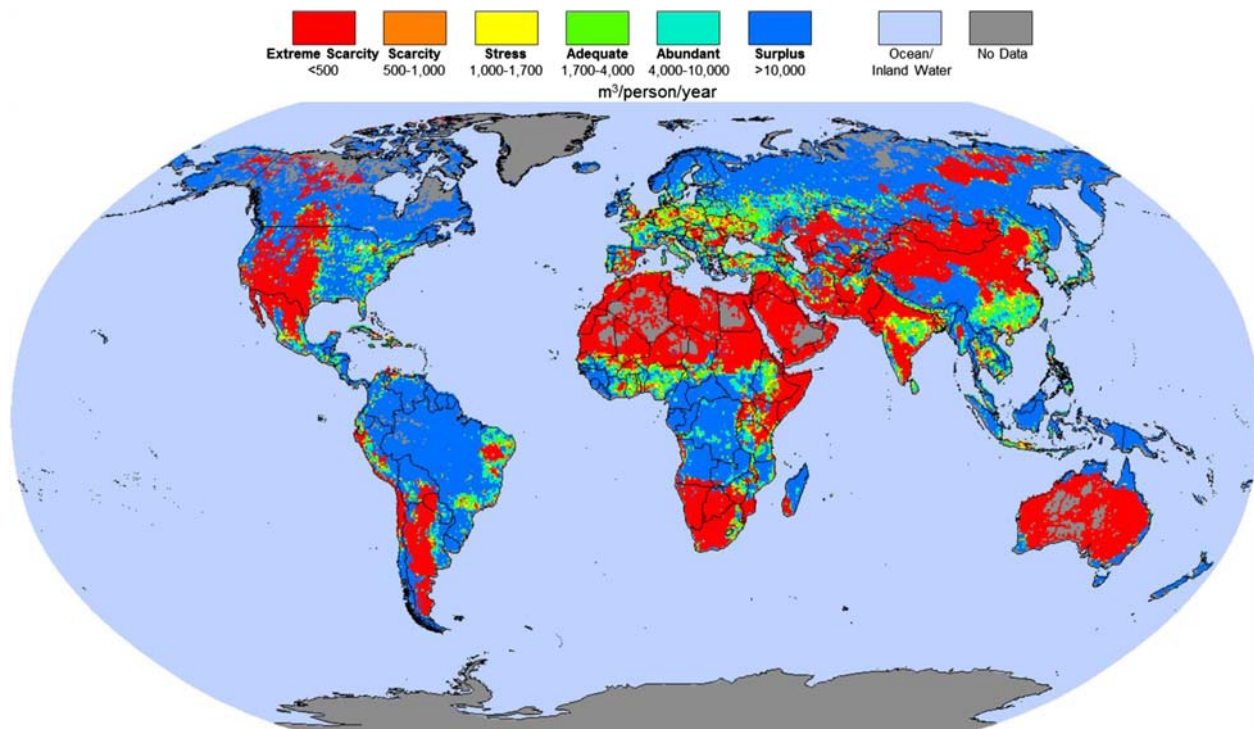 Extreme Scarcity Scarcity Stress Adequate Abundant Surplus Ocean/ No Data
<500 500-1,000 1,000-1,700 1,700-4,000 4,000-10,000 >10,000 Inland Water
m³/person/year